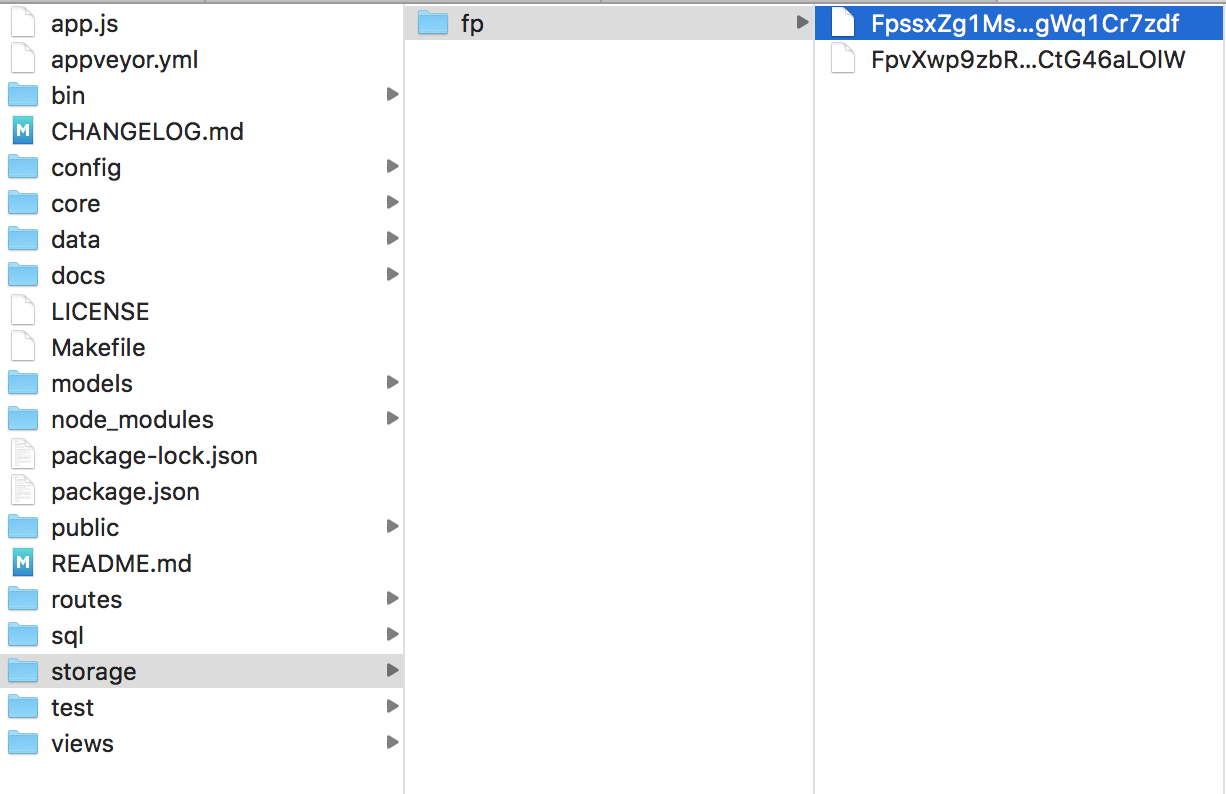 app.js
appveyor.yml
bin
CHANGELOG.md
config
core
data
docs
LICENSE
Makefile
models
node_modules
package-lock.json
package.json
public
README.md
routes
sql
storage
test
views
fp
FpssxZg1Ms...gWq1Cr7zdf
FpvXwp9zbR...CtG46aLOlW